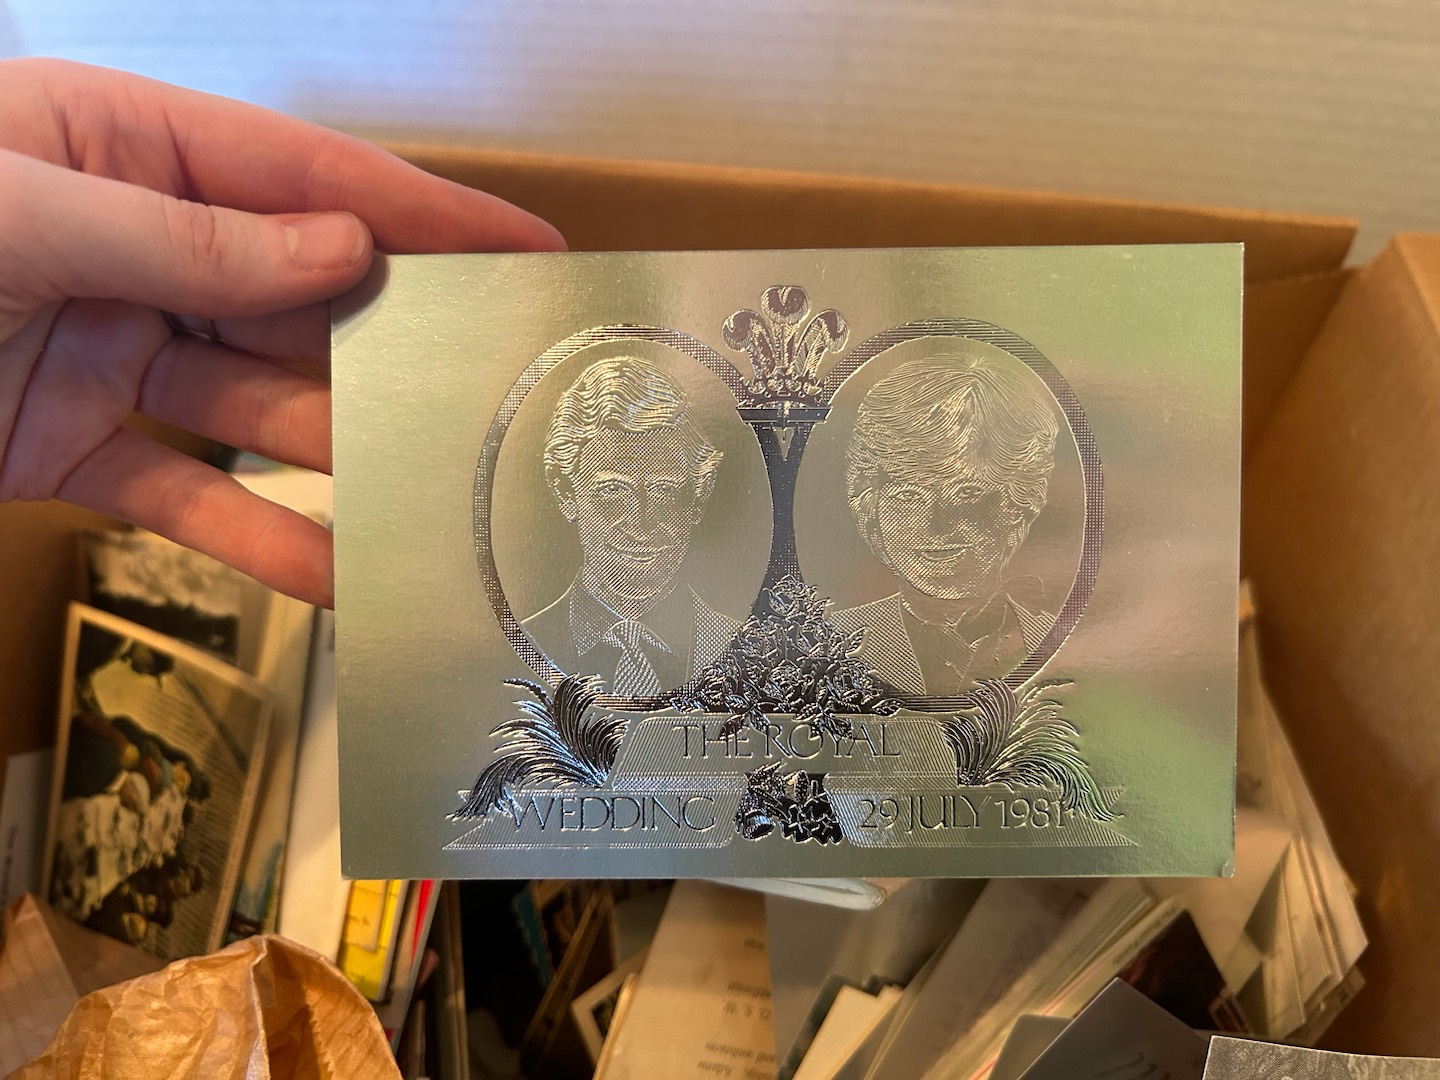 THE ROYAL
WEDDING 29 JULY 1981